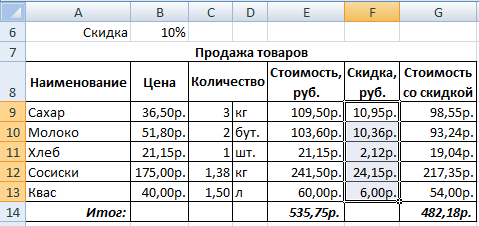 A B C D E F G
6 Скидка 10%
7 Продажа товаров
8 Наименование Цена Количество Стоимость, руб. Скидка, руб. Стоимость со скидкой
9 Сахар 36,50р. 3 кг 109,50р. 10,95р. 98,55р.
10 Молоко 51,80р. 2 бут. 103,60р. 10,36р. 93,24р.
11 Хлеб 21,15р. 1 шт. 21,15р. 2,12р. 19,04р.
12 Сосиски 175,00р. 1,38 кг 241,50р. 24,15р. 217,35р.
13 Квас 40,00р. 1,50 л 60,00р. 6,00р. 54,00р.
14 Итог: 535,75р. 482,18р.